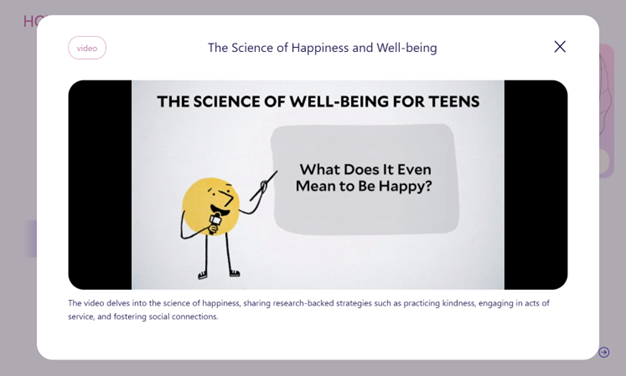 HO
video
The Science of Happiness and Well-being
THE SCIENCE OF WELL-BEING FOR TEENS
What Does It Even
Mean to Be Happy?
The video delves into the science of happiness, sharing research-backed strategies such as practicing kindness, engaging in acts of
service, and fostering social connections.